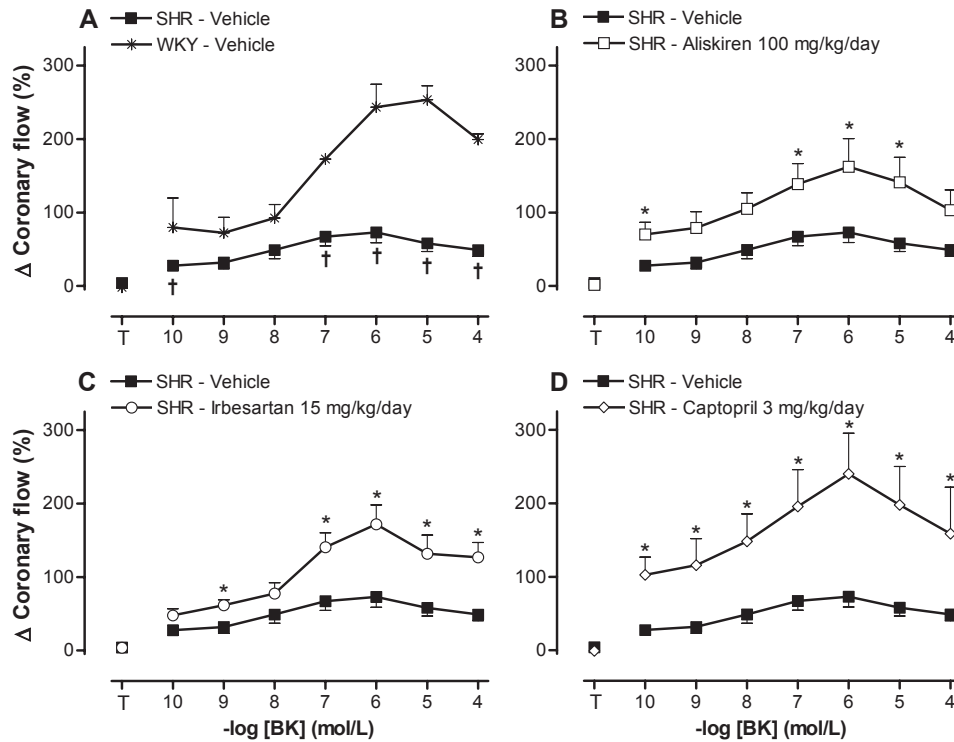 A
SHR - Vehicle
WKY - Vehicle
Δ Coronary flow (%)
300
200
100
0
*
† † † † †
T 10 9 8 7 6 5 4
B
SHR - Vehicle
SHR - Aliskiren 100 mg/kg/day
300
200
100
0
* * * *
T 10 9 8 7 6 5 4
C
SHR - Vehicle
SHR - Irbesartan 15 mg/kg/day
Δ Coronary flow (%)
300
200
100
0
* * * * *
T 10 9 8 7 6 5 4
-log [BK] (mol/L)
D
SHR - Vehicle
SHR - Captopril 3 mg/kg/day
300
200
100
0
* * * * * * *
T 10 9 8 7 6 5 4
-log [BK] (mol/L)